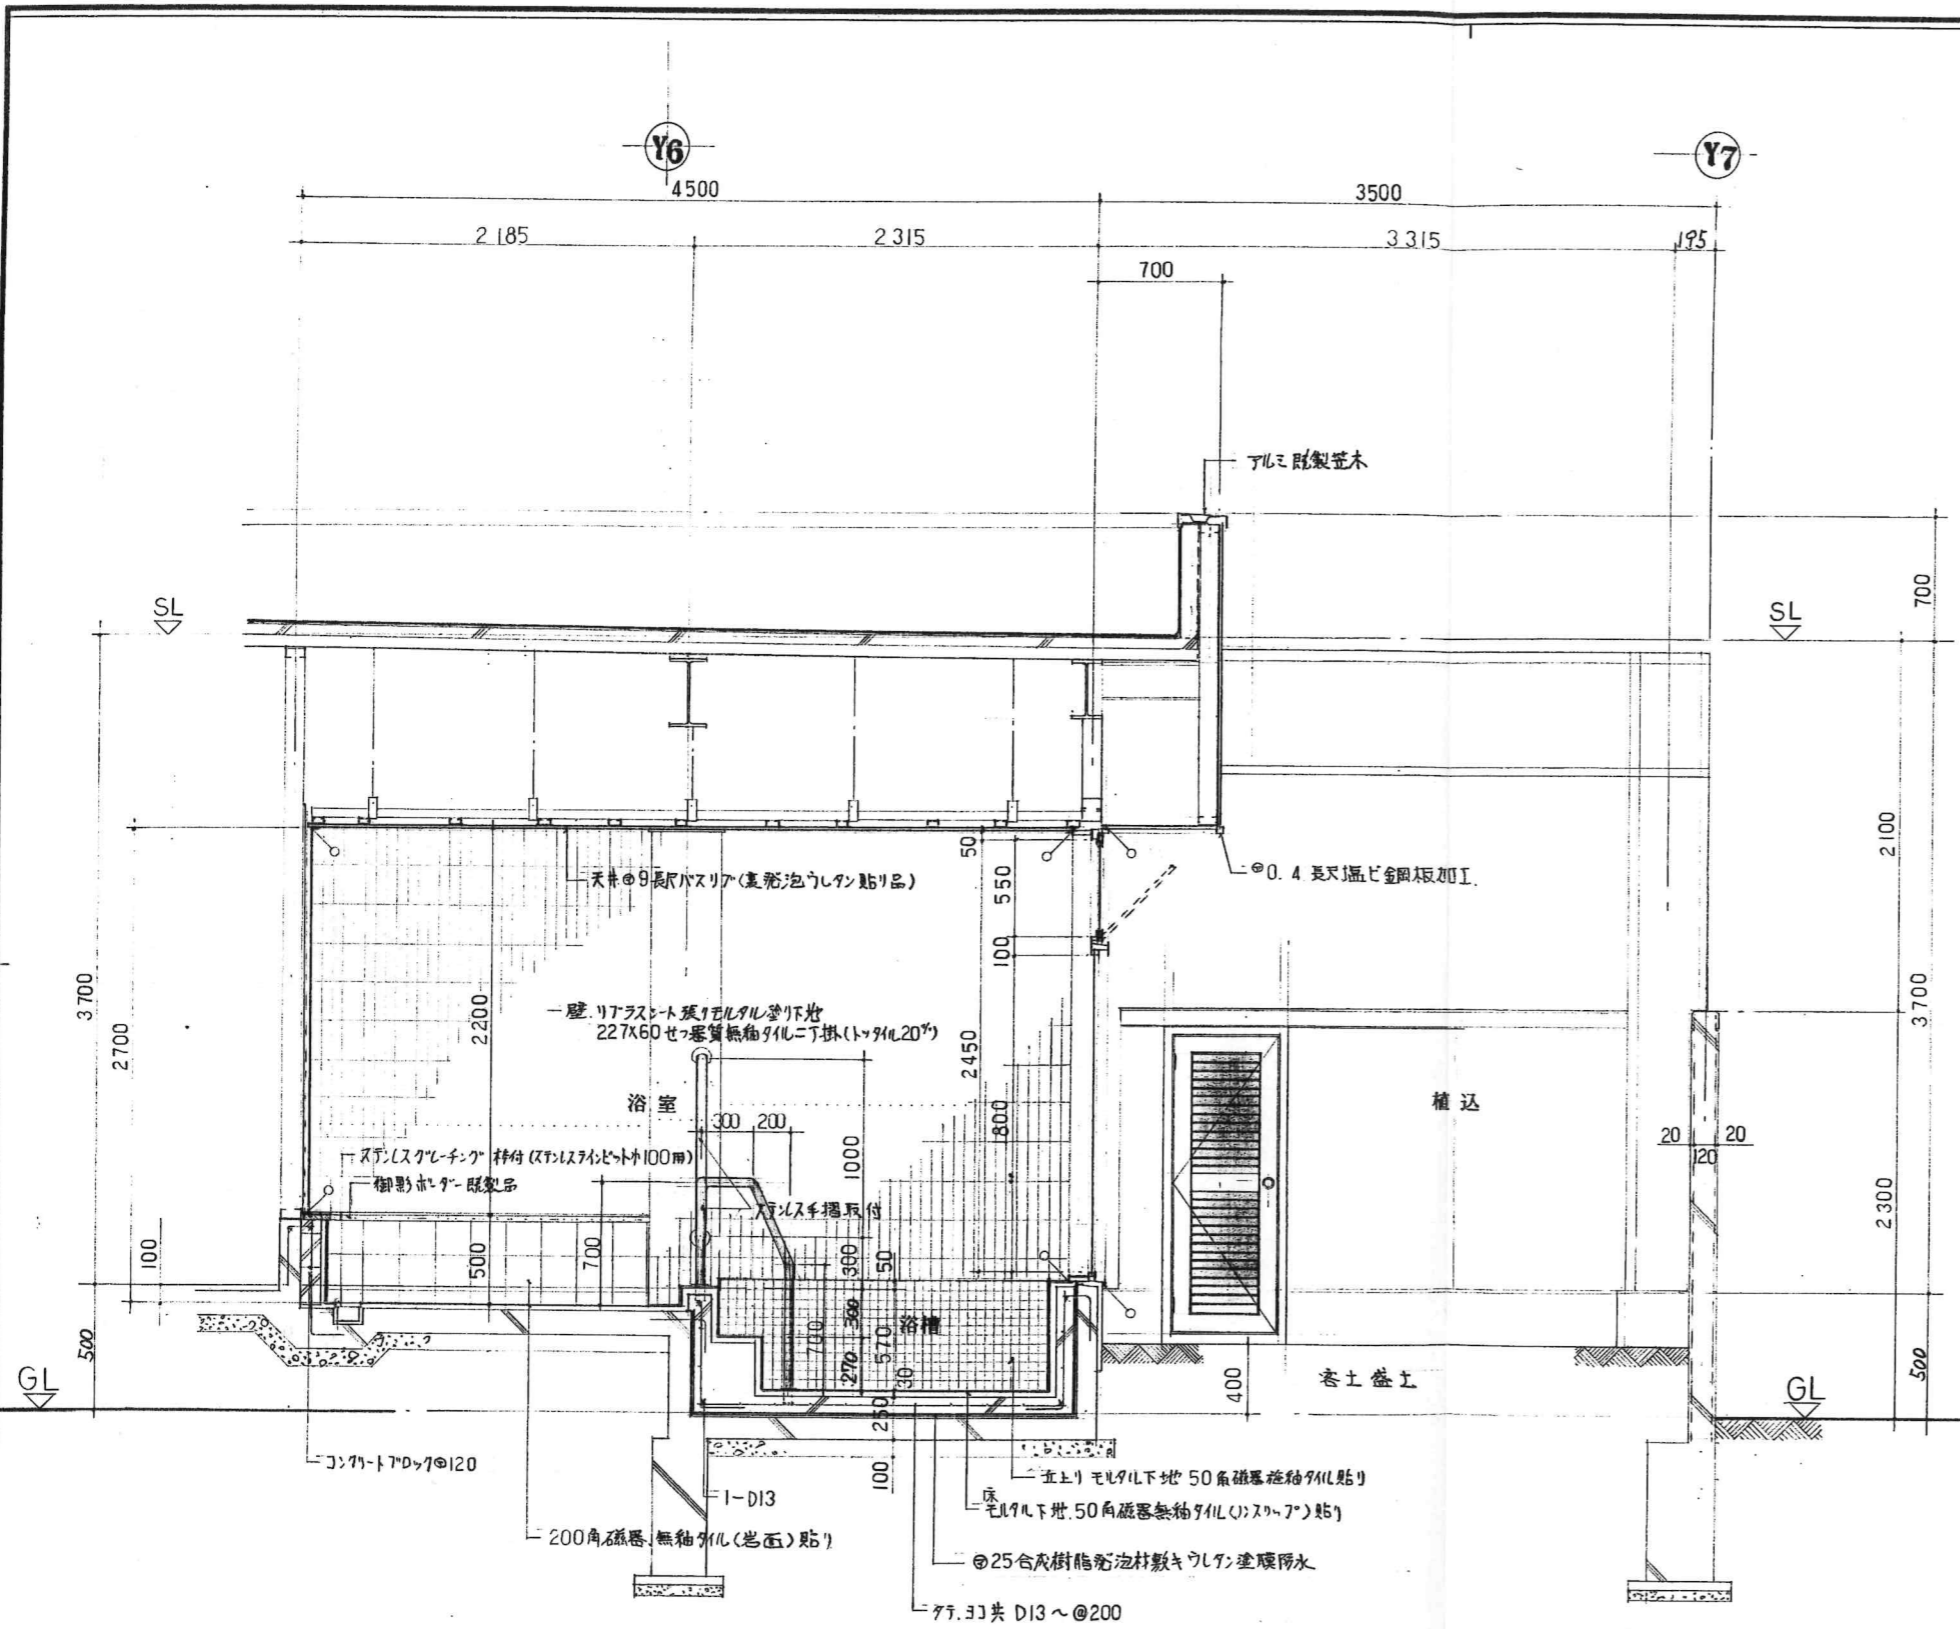 Y6
Y7
4500
3500
2185
2315
3315
195
700
アルミ既製笠木
SL
SL
700
天井㋐9長尺バスリブ(裏発泡ウレタン貼り品)
50
550
100
㋐0.4 長尺塩ビ鋼板加工.
2100
3700
2700
2200
壁.リブラスシート張りモルタル塗り下地
227X60 せっ器質無釉タイル二丁掛(トッタイル20%)
2450
3700
浴室
300
200
1800
1000
植込
20
20
120
ステンレスグレーチング 枠付(ステンレスラインピット巾100用)
御影ボーダー既製品
ステンレス手摺取付
2300
100
500
700
300
50
浴槽
700
300
570
270
30
500
400
客土盛土
500
GL
GL
250
100
コンクリートブロック㋐120
1-D13
200角磁器無釉タイル(岩面)貼り
立上り モルタル下地 50角磁器施釉タイル貼り
床
モルタル下地.50角磁器無釉タイル(ノンスリップ)貼り
㋐25合成樹脂発泡材敷キウレタン塗膜防水
タテ.ヨコ共 D13～@200